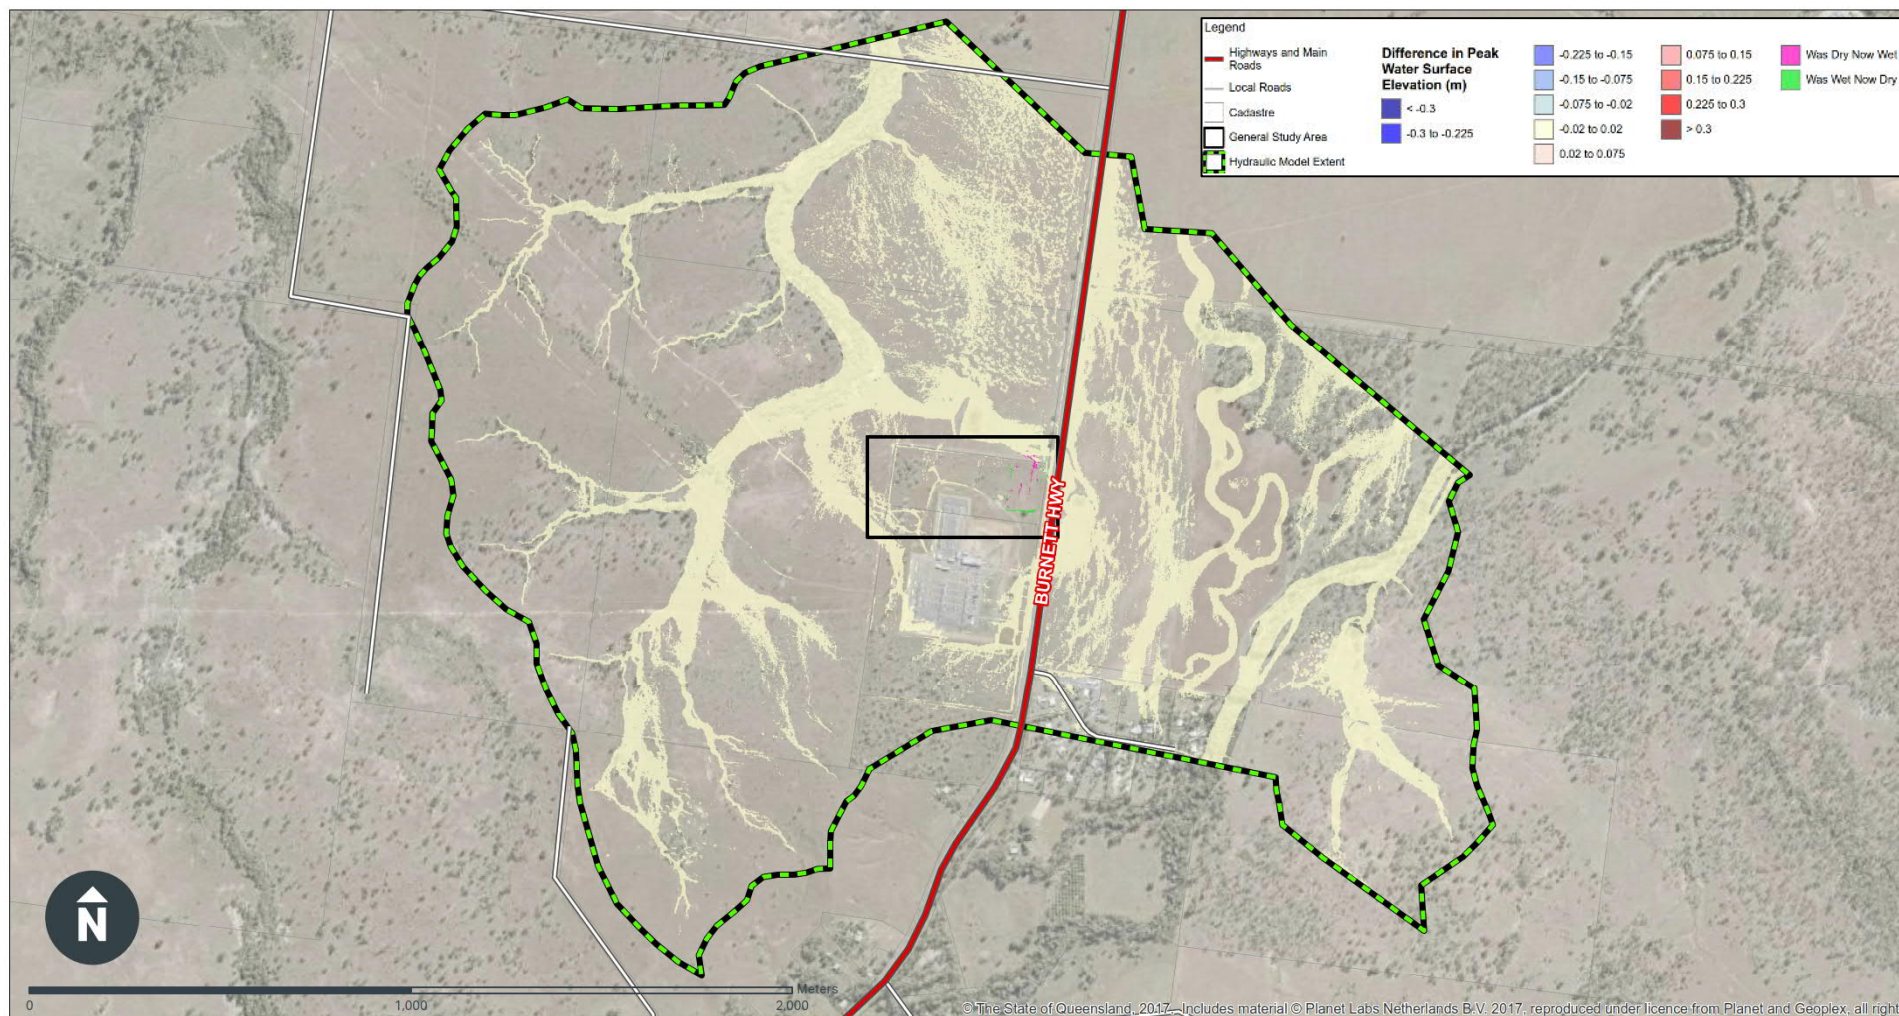 Legend
Highways and Main
Roads
Local Roads
Cadastre
General Study Area
Hydraulic Model Extent
Difference in Peak
Water Surface
Elevation (m)
< -0.3
-0.3 to -0.225
-0.225 to -0.15
-0.15 to -0.075
-0.075 to -0.02
-0.02 to 0.02
0.02 to 0.075
0.075 to 0.15
0.15 to 0.225
0.225 to 0.3
> 0.3
Was Dry Now Wet
Was Wet Now Dry
BURNETT HWY
N
Meters
0
1,000
2,000
© The State of Queensland, 2017. Includes material © Planet Labs Netherlands B.V. 2017, reproduced under licence from Planet and Geoplex, all righ